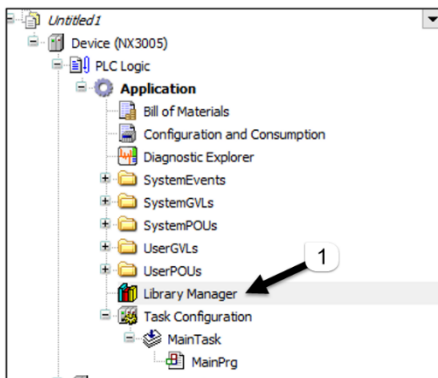 Untitled1
Device (NX3005)
PLC Logic
Application
Bill of Materials
Configuration and Consumption
Diagnostic Explorer
SystemEvents
SystemGVLs
SystemPOUs
UserGVLs
1
UserPOUs
Library Manager
Task Configuration
MainTask
MainPrg